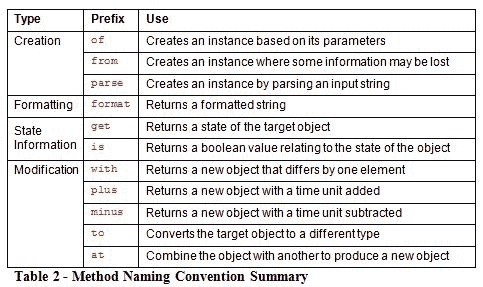 Type Prefix Use
Creation of Creates an instance based on its parameters
from Creates an instance where some information may be lost
parse Creates an instance by parsing an input string
Formatting format Returns a formatted string
State Information get Returns a state of the target object
is Returns a boolean value relating to the state of the object
Modification with Returns a new object that differs by one element
plus Returns a new object with a time unit added
minus Returns a new object with a time unit subtracted
to Converts the target object to a different type
at Combine the object with another to produce a new object
Table 2 - Method Naming Convention Summary